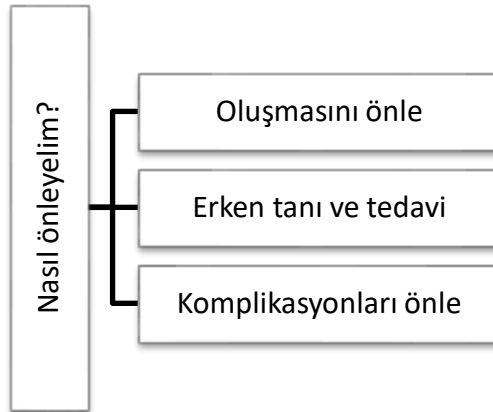 Nasıl önleyelim?
Oluşmasını önle
Erken tanı ve tedavi
Komplikasyonları önle